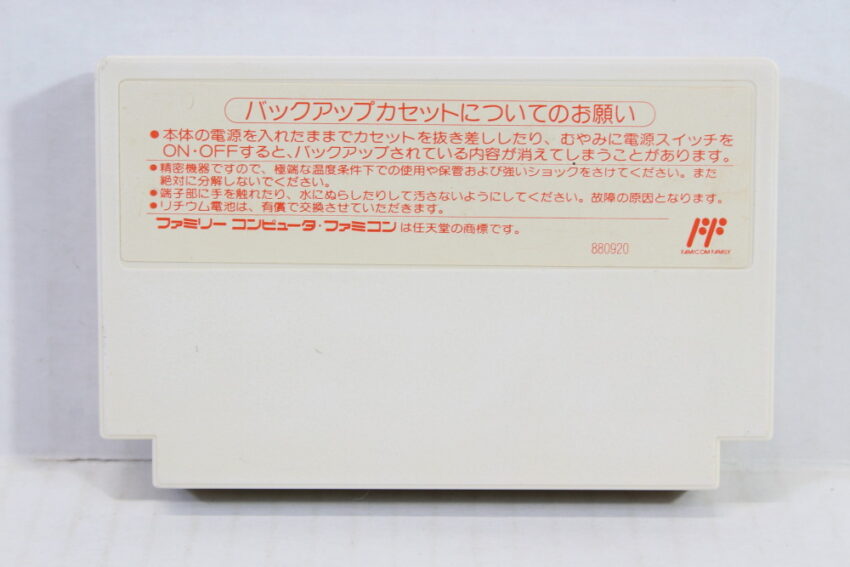 バックアップカセットについてのお願い
●本体の電源を入れたままでカセットを抜き差ししたり、むやみに電源スイッチを
ON・OFFすると、バックアップされている内容が消えてしまうことがあります。
●精密機器ですので、極端な温度条件下での使用や保管および強いショックをさけてください。また
絶対に分解しないでください。
●端子部に手を触れたり、水にぬらしたりして汚さないようにしてください。故障の原因となります。
●リチウム電池は、有償で交換させていただきます。
ファミリー コンピュータ・ファミコン は任天堂の商標です。
880920
FAMICOM FAMILY